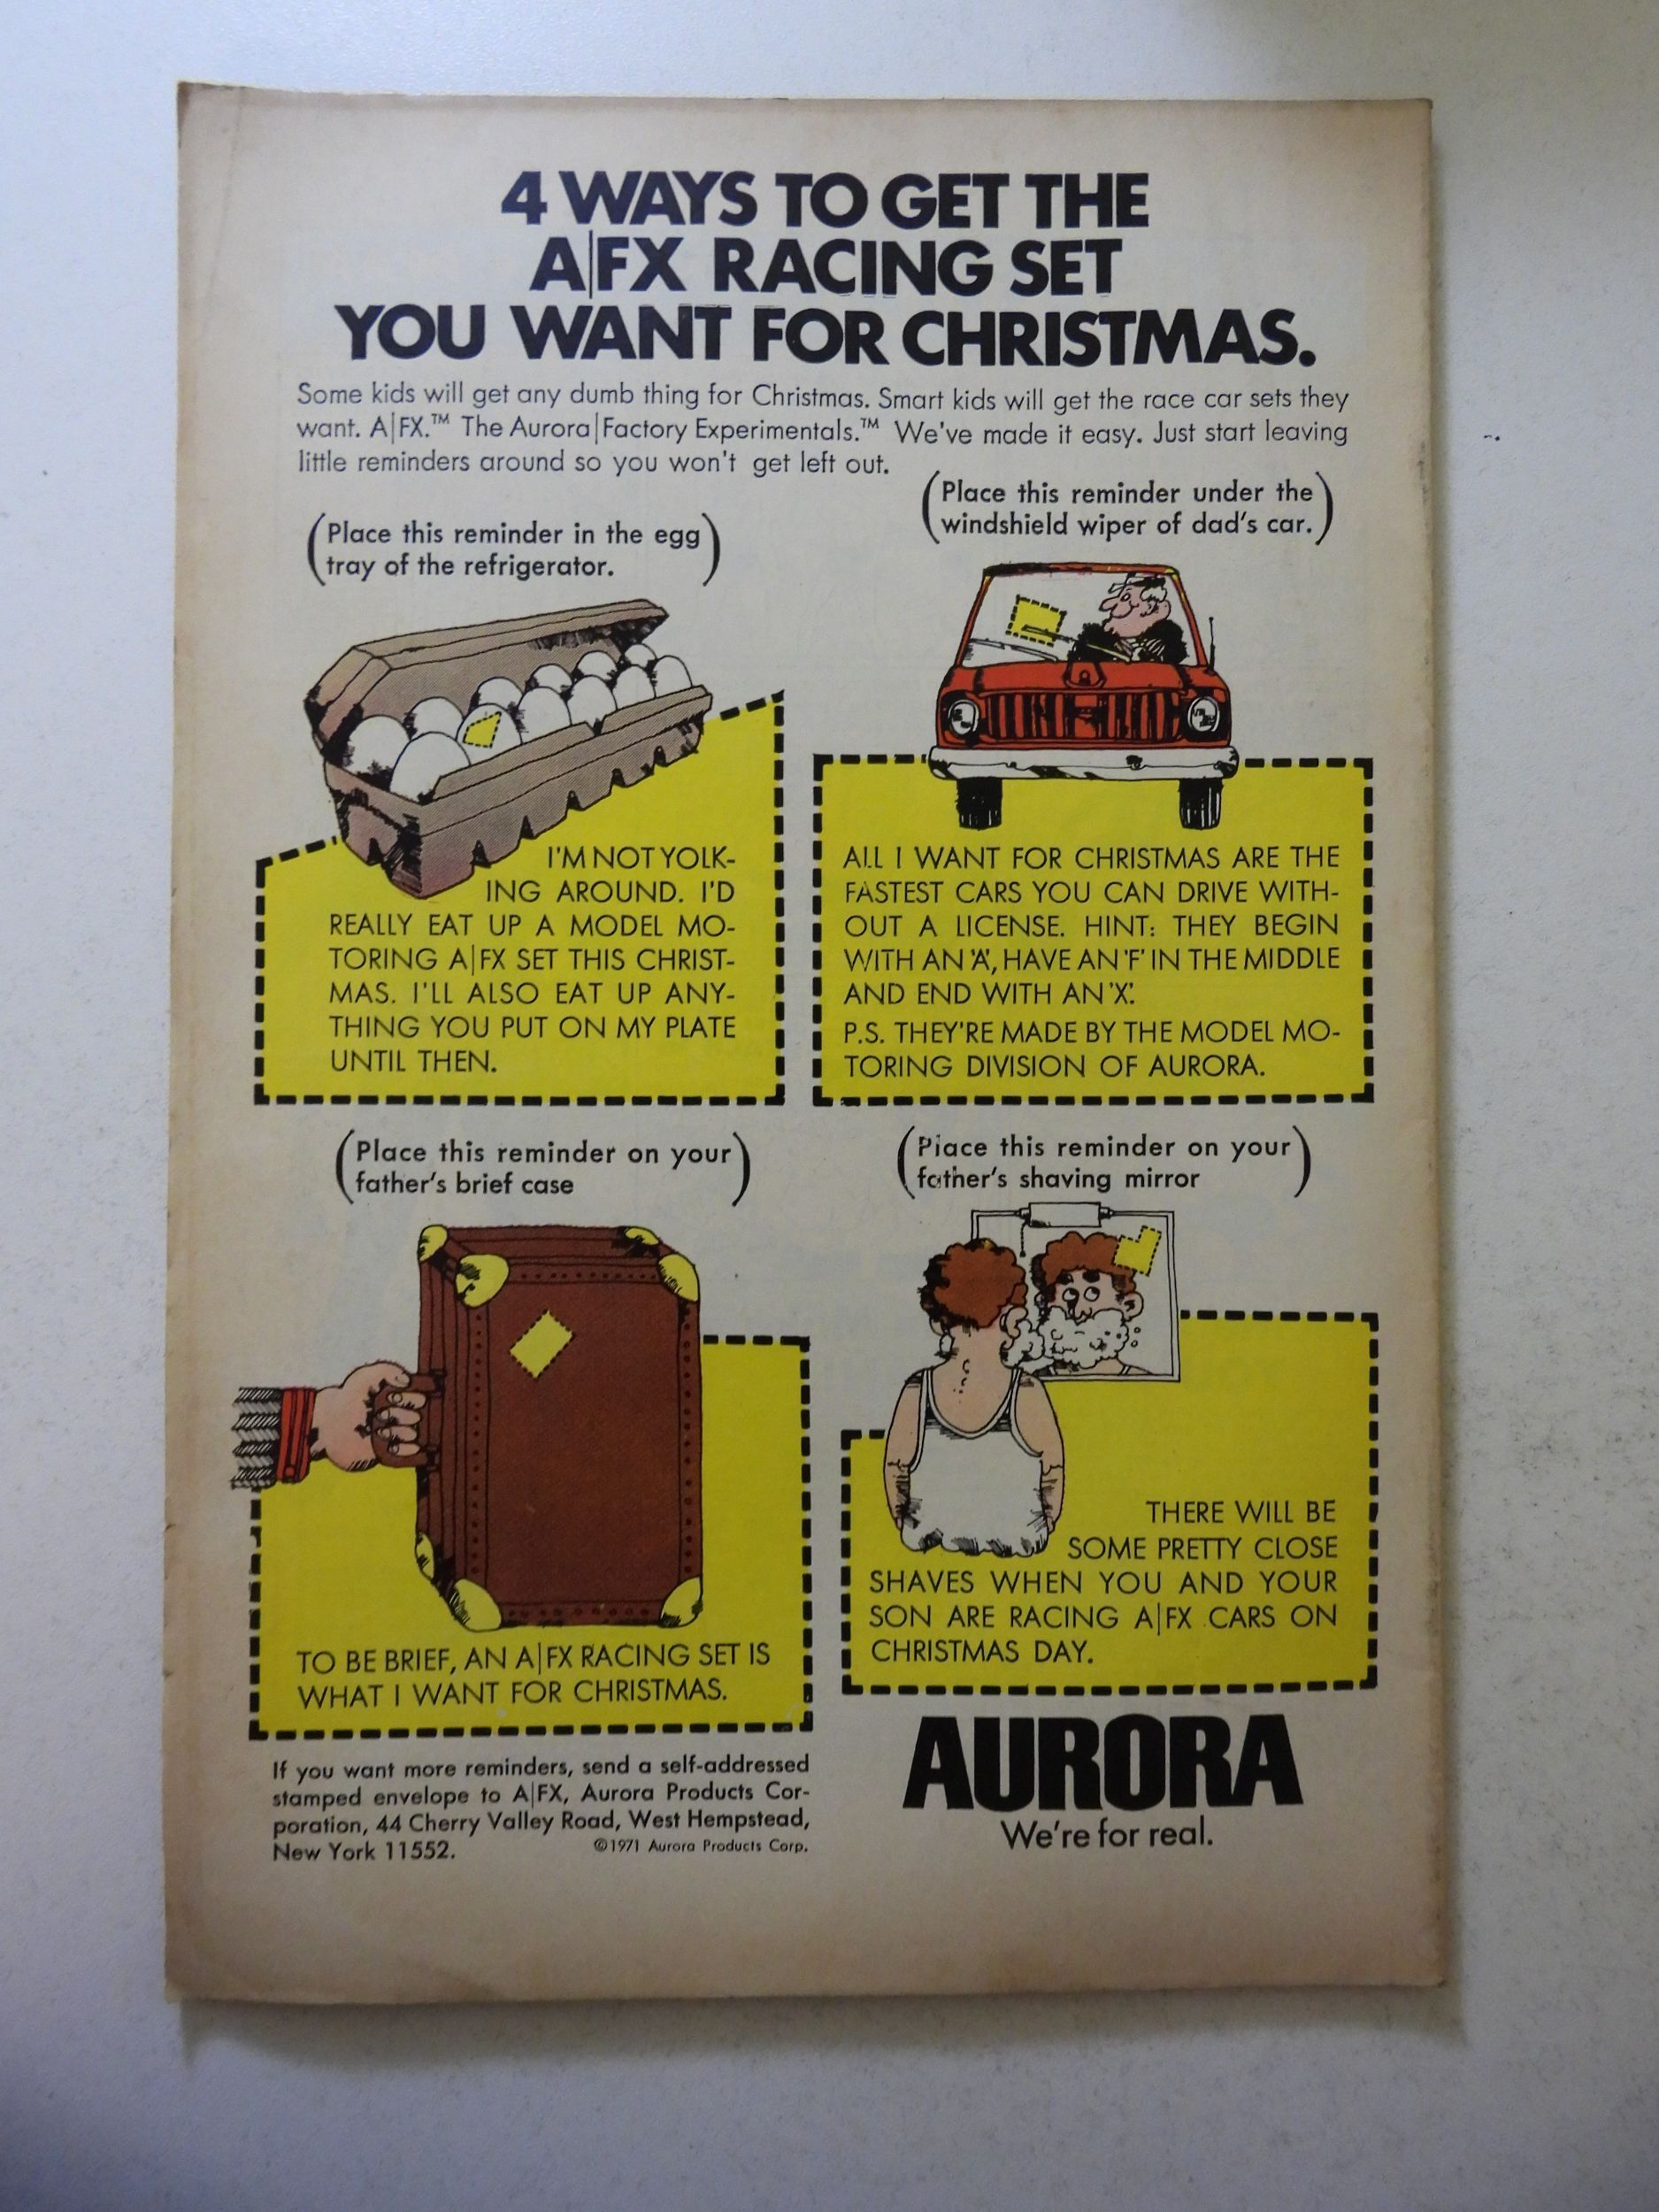 4 WAYS TO GET THE
A|FX RACING SET
YOU WANT FOR CHRISTMAS.
Some kids will get any dumb thing for Christmas. Smart kids will get the race car sets they
want. A|FX.™ The Aurora|Factory Experimentals.™ We've made it easy. Just start leaving
little reminders around so you won't get left out.
(Place this reminder in the egg
tray of the refrigerator.)
I'M NOT YOLK-
ING AROUND. I'D
REALLY EAT UP A MODEL MO-
TORING A|FX SET THIS CHRIST-
MAS. I'LL ALSO EAT UP ANY-
THING YOU PUT ON MY PLATE
UNTIL THEN.
(Place this reminder under the
windshield wiper of dad's car.)
ALL I WANT FOR CHRISTMAS ARE THE
FASTEST CARS YOU CAN DRIVE WITH-
OUT A LICENSE. HINT: THEY BEGIN
WITH AN 'A', HAVE AN 'F' IN THE MIDDLE
AND END WITH AN 'X'.
P.S. THEY'RE MADE BY THE MODEL MO-
TORING DIVISION OF AURORA.
(Place this reminder on your
father's brief case)
TO BE BRIEF, AN A|FX RACING SET IS
WHAT I WANT FOR CHRISTMAS.
(Place this reminder on your
father's shaving mirror)
THERE WILL BE
SOME PRETTY CLOSE
SHAVES WHEN YOU AND YOUR
SON ARE RACING A|FX CARS ON
CHRISTMAS DAY.
If you want more reminders, send a self-addressed
stamped envelope to A|FX, Aurora Products Cor-
poration, 44 Cherry Valley Road, West Hempstead,
New York 11552. ©1971 Aurora Products Corp.
AURORA
We're for real.